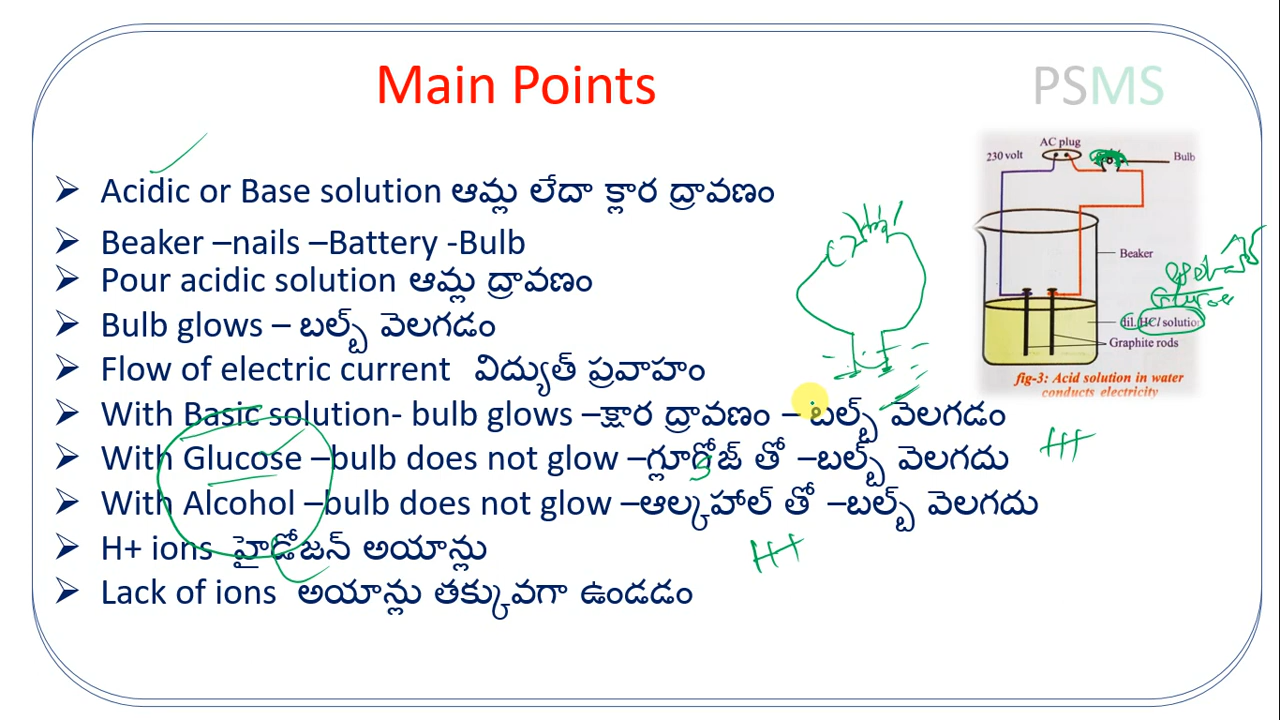 Main Points
PSMS
Acidic or Base solution ఆమ్ల లేదా క్లార ద్రావణం
Beaker –nails –Battery -Bulb
Pour acidic solution ఆమ్ల ద్రావణం
Bulb glows – బల్బ్ వెలగడం
Flow of electric current విద్యుత్ ప్రవాహం
With Basic solution- bulb glows –క్షార ద్రావణం – బల్బ్ వెలగడం
With Glucose –bulb does not glow –గ్లూకోజ్ తో –బల్బ్ వెలగదు
With Alcohol –bulb does not glow –ఆల్కహాల్ తో –బల్బ్ వెలగదు
H+ ions హైడ్రోజన్ అయాన్లు
Lack of ions అయాన్లు తక్కువగా ఉండడం
AC plug
230 volt
Bulb
Beaker
dil. HCl solution
Graphite rods
fig-3: Acid solution in water
conducts electricity